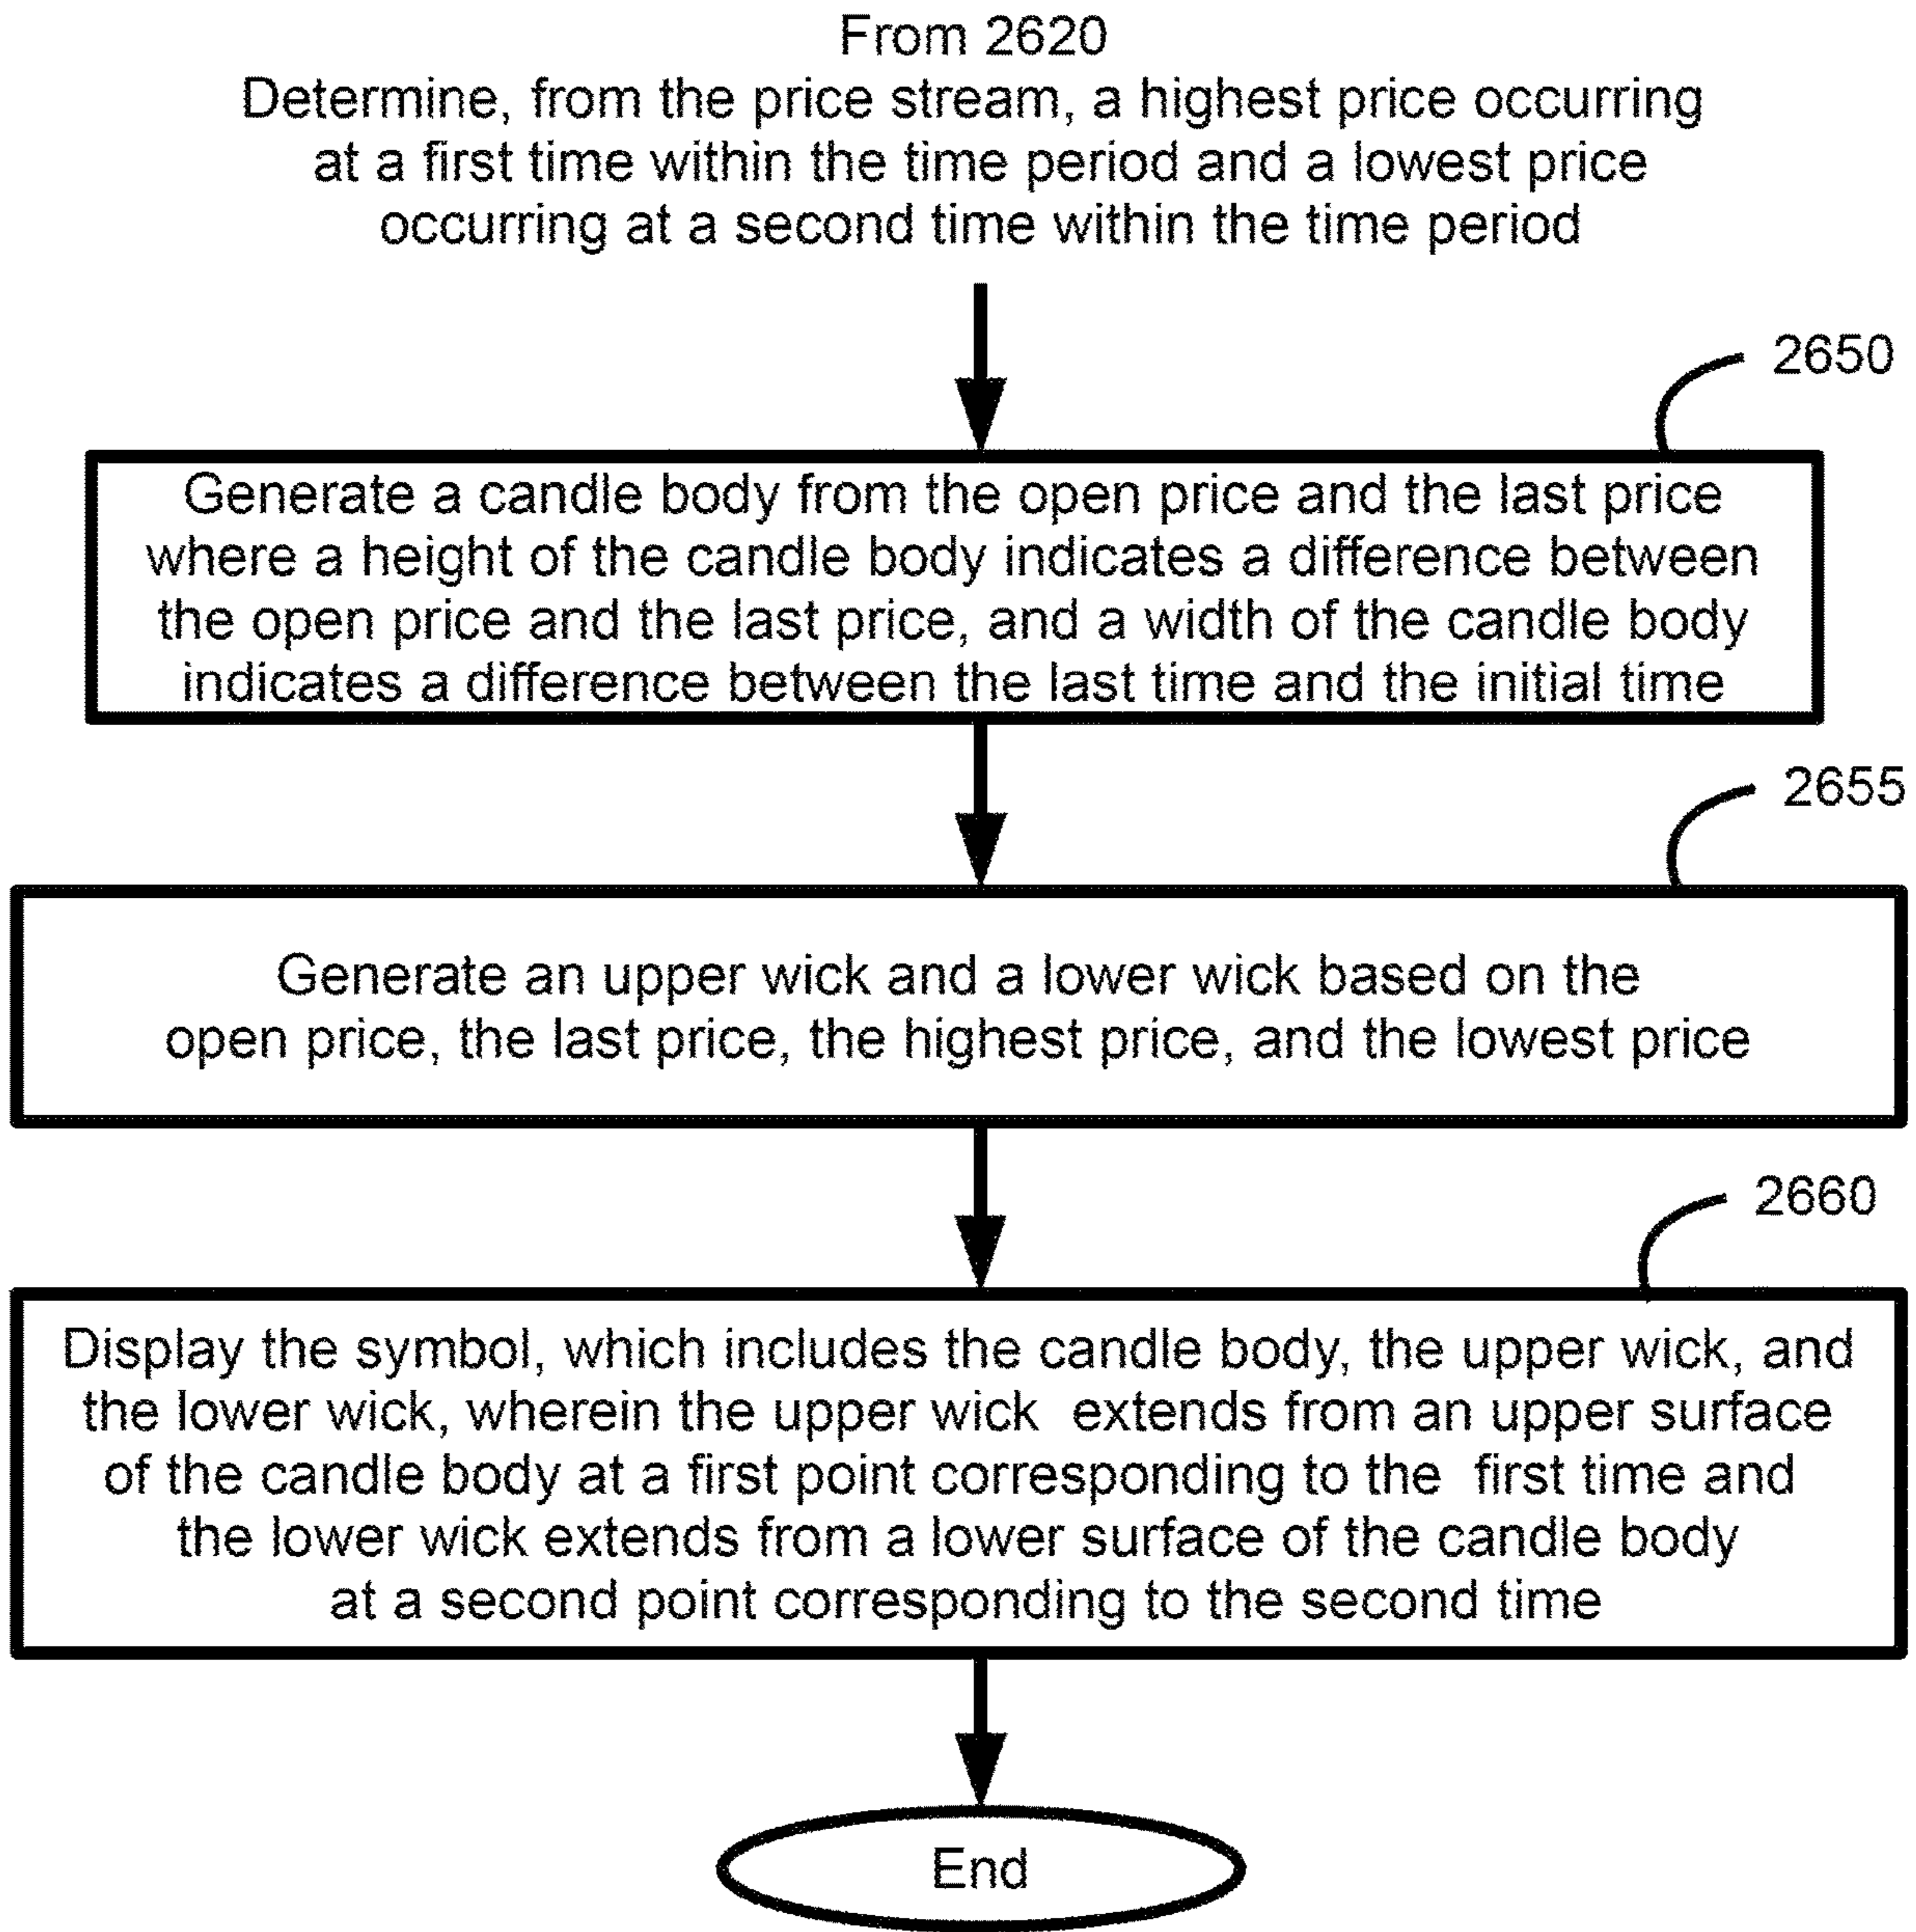 From 2620
Determine, from the price stream, a highest price occurring
at a first time within the time period and a lowest price
occurring at a second time within the time period
2650
Generate a candle body from the open price and the last price
where a height of the candle body indicates a difference between
the open price and the last price, and a width of the candle body
indicates a difference between the last time and the initial time
2655
Generate an upper wick and a lower wick based on the
open price, the last price, the highest price, and the lowest price
2660
Display the symbol, which includes the candle body, the upper wick, and
the lower wick, wherein the upper wick extends from an upper surface
of the candle body at a first point corresponding to the first time and
the lower wick extends from a lower surface of the candle body
at a second point corresponding to the second time
End